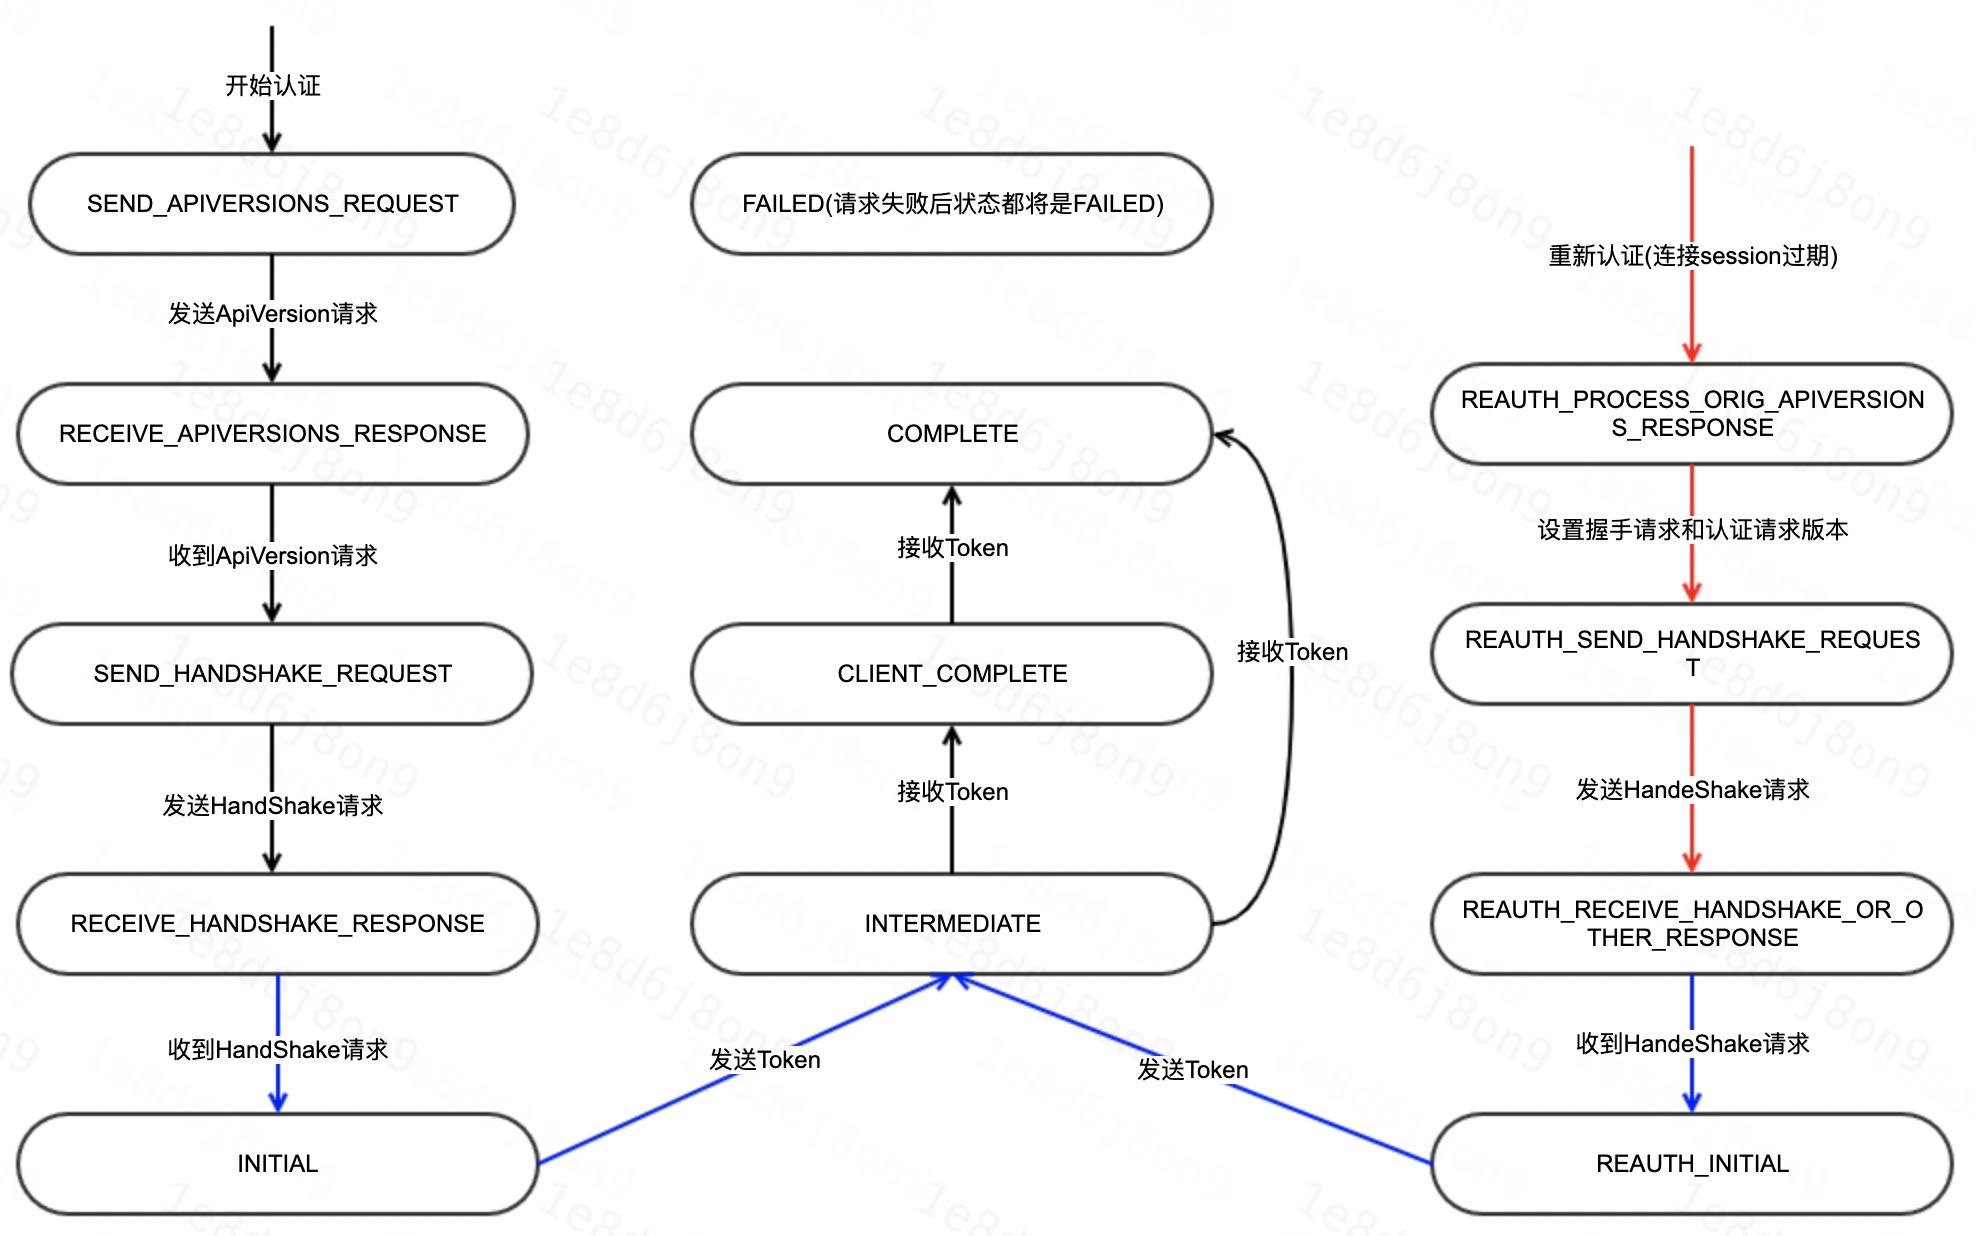 开始认证
SEND_APIVERSIONS_REQUEST
发送ApiVersion请求
RECEIVE_APIVERSIONS_RESPONSE
收到ApiVersion请求
SEND_HANDSHAKE_REQUEST
发送HandShake请求
RECEIVE_HANDSHAKE_RESPONSE
收到HandShake请求
INITIAL
发送Token
FAILED(请求失败后状态都将是FAILED)
COMPLETE
接收Token
CLIENT_COMPLETE
接收Token
INTERMEDIATE
接收Token
重新认证(连接session过期)
REAUTH_PROCESS_ORIG_APIVERSION
S_RESPONSE
设置握手请求和认证请求版本
REAUTH_SEND_HANDSHAKE_REQUES
T
发送HandeShake请求
REAUTH_RECEIVE_HANDSHAKE_OR_O
THER_RESPONSE
收到HandeShake请求
REAUTH_INITIAL
发送Token
1e8d6j8on9